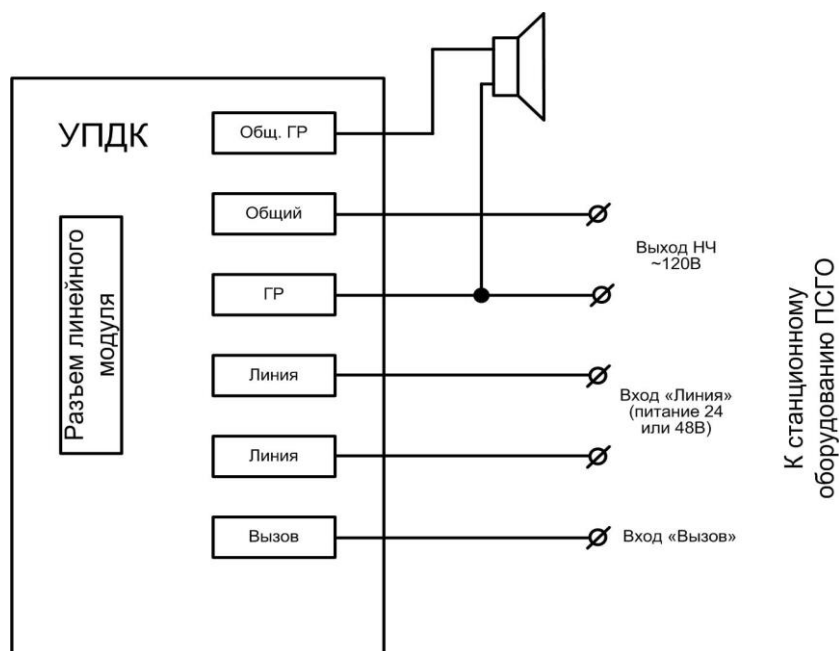 УПДК
Общ. ГР
Общий
ГР
Линия
Линия
Вызов
Разъем линейного
модуля
Выход НЧ
~120В
Вход «Линия»
(питание 24
или 48В)
Вход «Вызов»
К станционному
оборудованию ПСГО